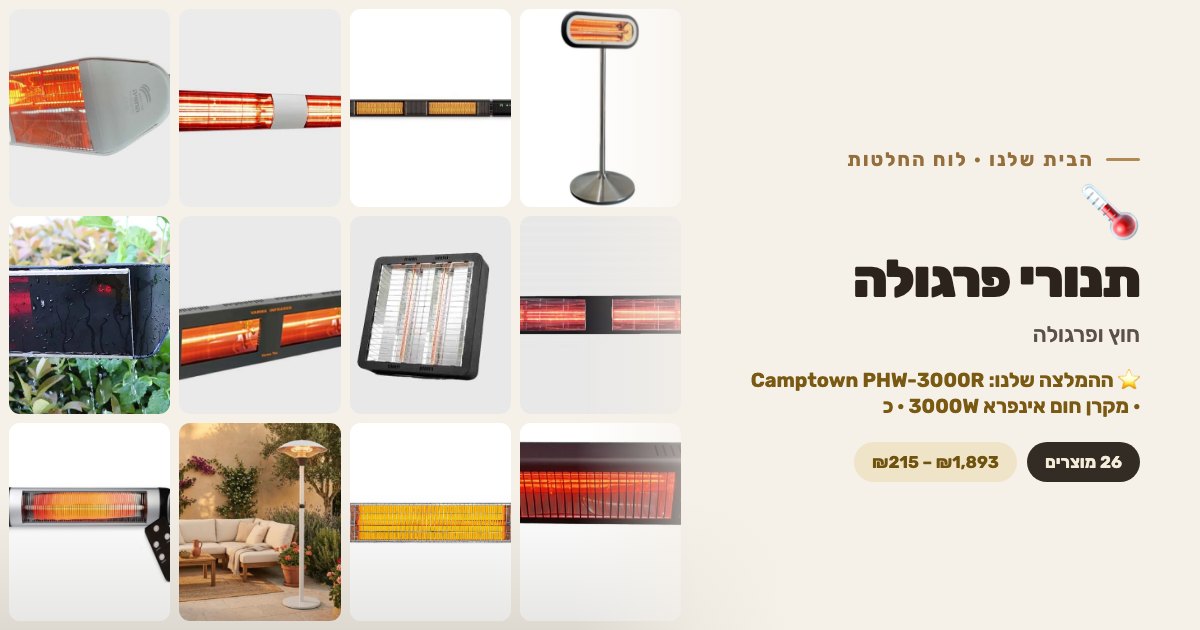 הבית שלנו • לוח החלטות
תנורי פרגולה
חוץ ופרגולה
⭐ ההמלצה שלנו: Camptown PHW-3000R
• מקרן חום אינפרא 3000W • כ
26 מוצרים
₪215 – ₪1,893